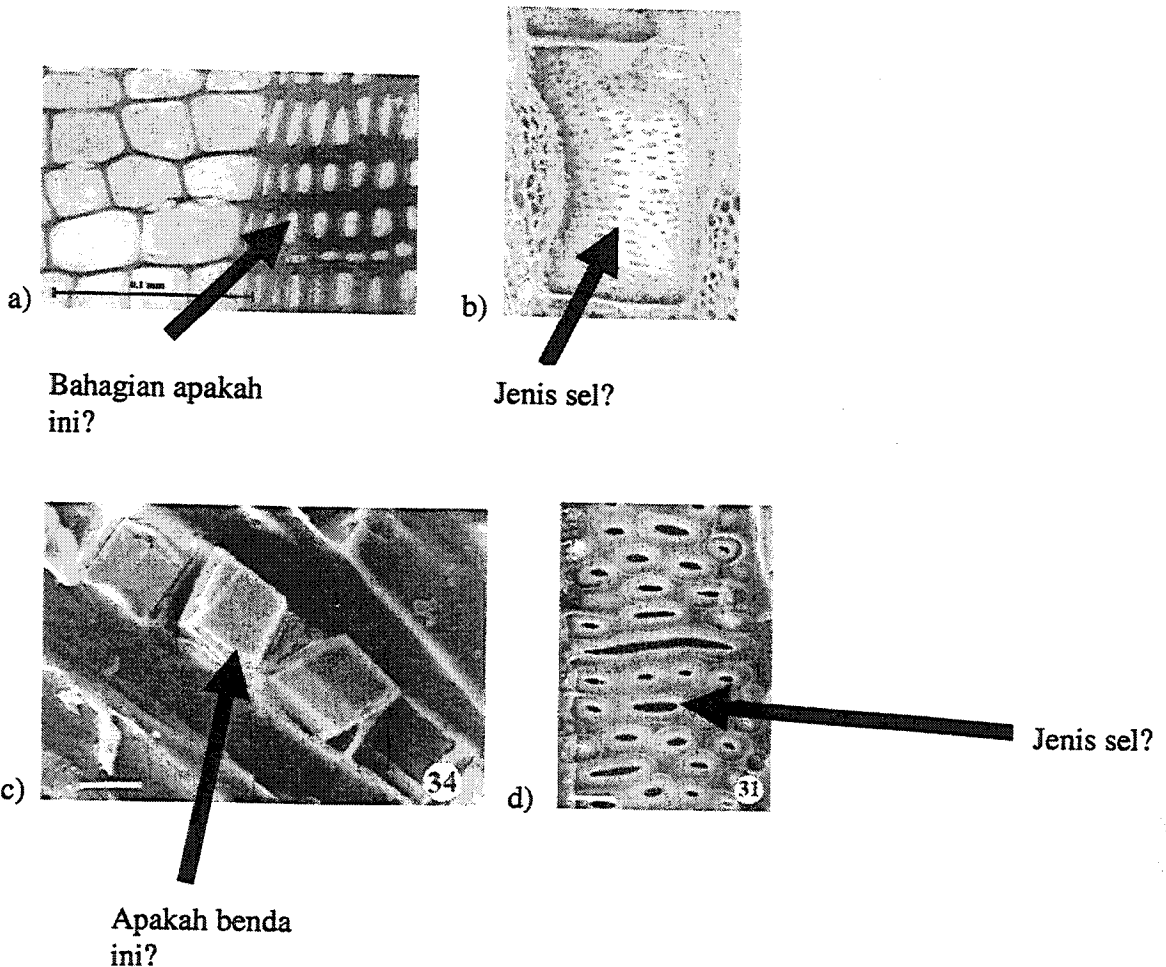 0.1 mm
a)
b)
Bahagian apakah
ini?
Jenis sel?
34
c)
31
d)
Jenis sel?
Apakah benda
ini?